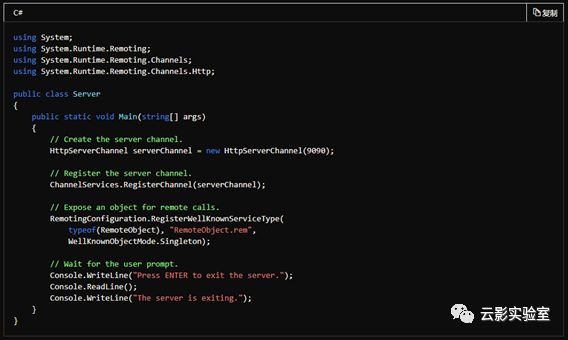 C#
复制
using System;
using System.Runtime.Remoting;
using System.Runtime.Remoting.Channels;
using System.Runtime.Remoting.Channels.Http;

public class Server
{
    public static void Main(string[] args)
    {
        // Create the server channel.
        HttpServerChannel serverChannel = new HttpServerChannel(9090);

        // Register the server channel.
        ChannelServices.RegisterChannel(serverChannel);

        // Expose an object for remote calls.
        RemotingConfiguration.RegisterWellKnownServiceType(
            typeof(RemoteObject), "RemoteObject.rem",
            WellKnownObjectMode.Singleton);

        // Wait for the user prompt.
        Console.WriteLine("Press ENTER to exit the server.");
        Console.ReadLine();
        Console.WriteLine("The server is exiting.");
    }
}
云影实验室